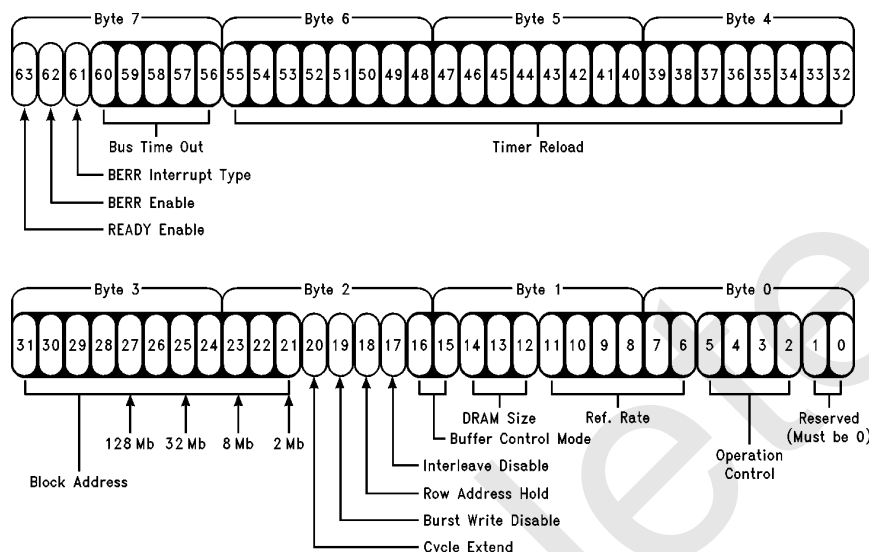 Byte 7 Byte 6 Byte 5 Byte 4
63 62 61 60 59 58 57 56 55 54 53 52 51 50 49 48 47 46 45 44 43 42 41 40 39 38 37 36 35 34 33 32
Bus Time Out Timer Reload
BERR Interrupt Type
BERR Enable
READY Enable
Byte 3 Byte 2 Byte 1 Byte 0
31 30 29 28 27 26 25 24 23 22 21 20 19 18 17 16 15 14 13 12 11 10 9 8 7 6 5 4 3 2 1 0
DRAM Size Ref. Rate Reserved
128 Mb 32 Mb 8 Mb 2 Mb Buffer Control Mode (Must be 0)
Operation
Control
Interleave Disable
Block Address
Row Address Hold
Burst Write Disable
Cycle Extend